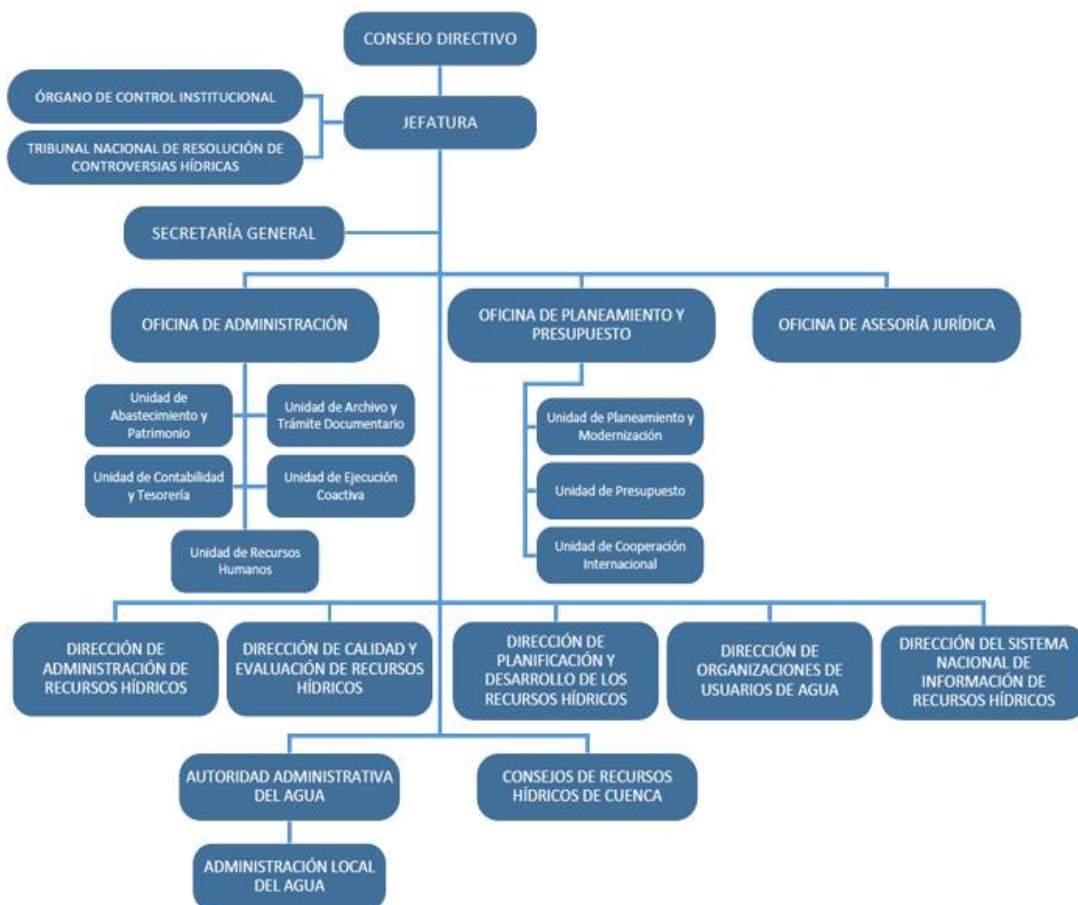 CONSEJO DIRECTIVO
ÓRGANO DE CONTROL INSTITUCIONAL
JEFATURA
TRIBUNAL NACIONAL DE RESOLUCIÓN DE
CONTROVERSIAS HÍDRICAS
SECRETARÍA GENERAL
OFICINA DE ADMINISTRACIÓN
OFICINA DE PLANEAMIENTO Y
PRESUPUESTO
OFICINA DE ASESORÍA JURÍDICA
Unidad de
Abastecimiento y
Patrimonio
Unidad de Archivo y
Trámite Documentario
Unidad de Contabilidad
y Tesorería
Unidad de Ejecución
Coactiva
Unidad de Recursos
Humanos
Unidad de Planeamiento y
Modernización
Unidad de Presupuesto
Unidad de Cooperación
Internacional
DIRECCIÓN DE
ADMINISTRACIÓN DE
RECURSOS HÍDRICOS
DIRECCIÓN DE CALIDAD Y
EVALUACIÓN DE RECURSOS
HÍDRICOS
DIRECCIÓN DE
PLANIFICACIÓN Y
DESARROLLO DE LOS
RECURSOS HÍDRICOS
DIRECCIÓN DE
ORGANIZACIONES DE
USUARIOS DE AGUA
DIRECCIÓN DEL SISTEMA
NACIONAL DE
INFORMACIÓN DE
RECURSOS HÍDRICOS
AUTORIDAD ADMINISTRATIVA
DEL AGUA
CONSEJOS DE RECURSOS
HÍDRICOS DE CUENCA
ADMINISTRACIÓN LOCAL
DEL AGUA